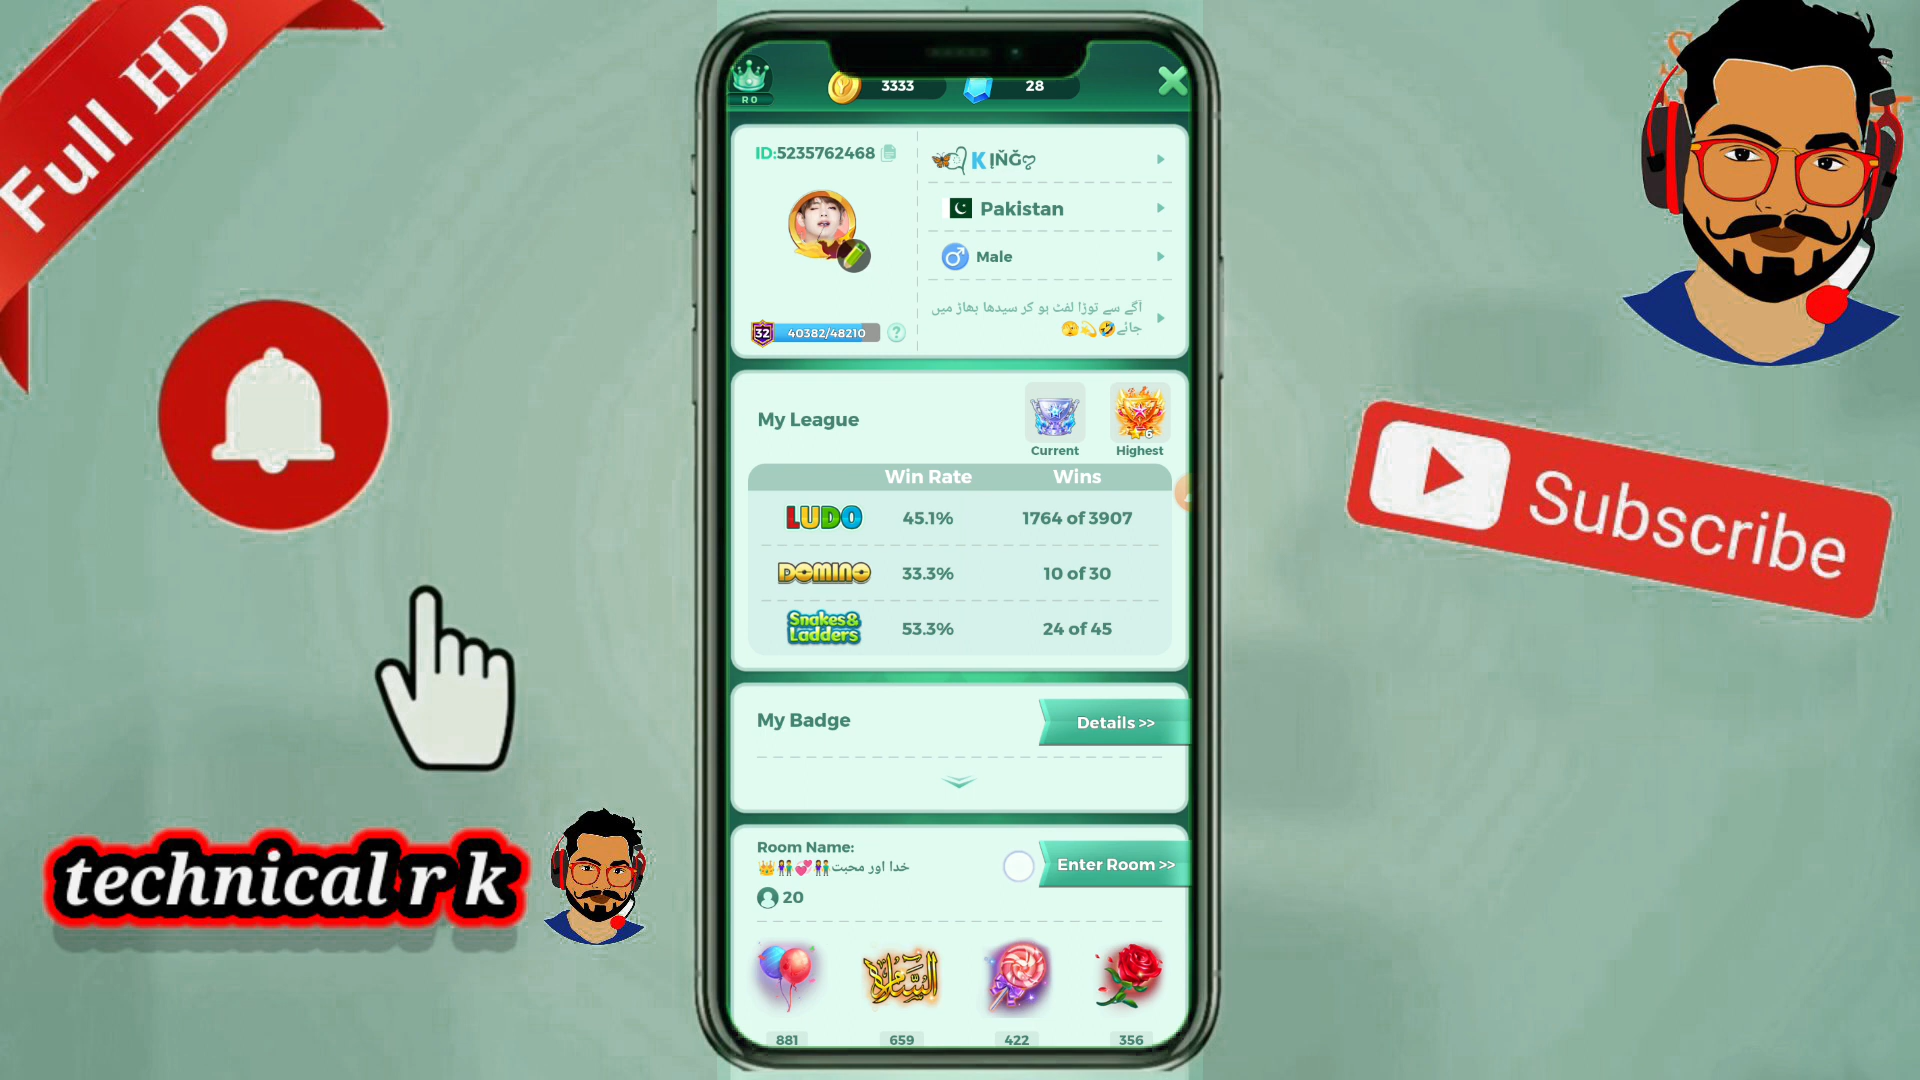 Full HD
R0
3333
28
ID:5235762468
K ĮŇĞ
Pakistan
Male
آگے سے توڑا لفٹ ہو کر سیدھا بھاڑ میں
جائے🤣💫🫣
32
40382/48210
?
My League
6
Current
Highest
Win Rate
Wins
LUDO
45.1%
1764 of 3907
DOMINO
33.3%
10 of 30
Snakes&
Ladders
53.3%
24 of 45
My Badge
Details >>
Room Name:
خدا اور محبت
Enter Room >>
20
881
659
422
356
Subscribe
technical r k